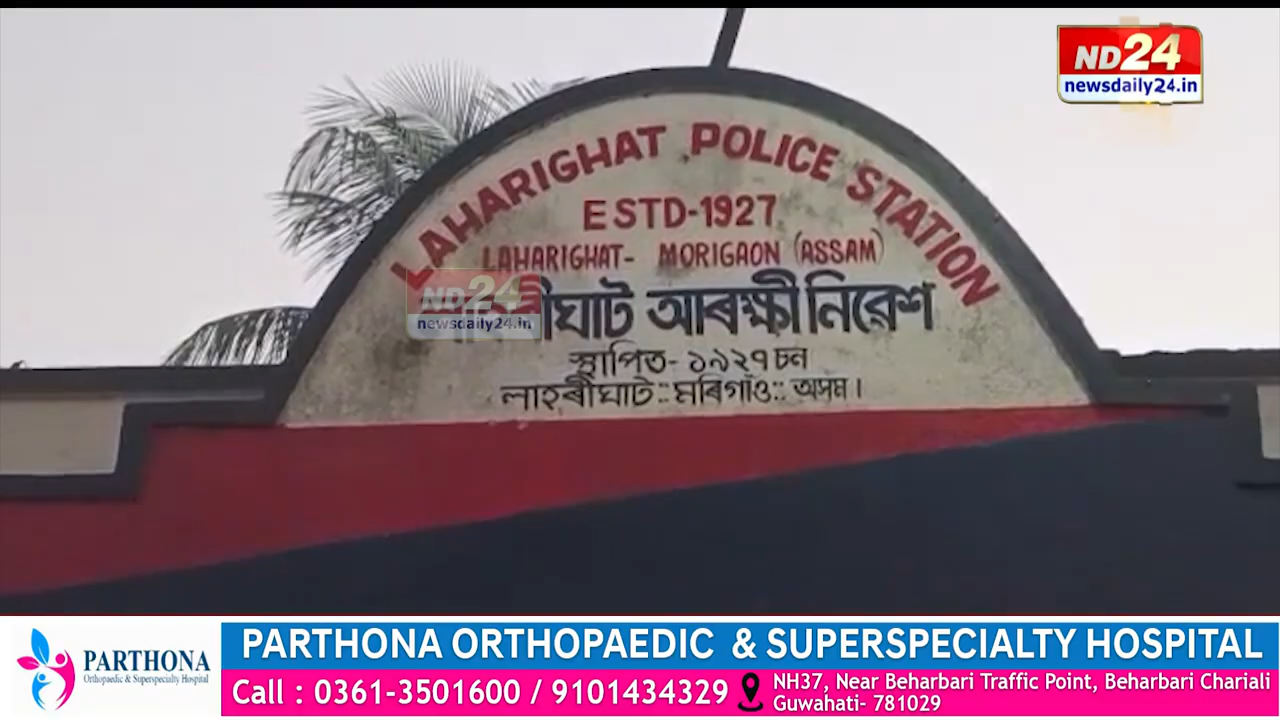 ND24
newsdaily24.in
LAHARIGHAT POLICE STATION
ESTD-1927
LAHARIGHAT- MORIGAON (ASSAM)
ND24
newsdaily24.in
আৰক্ষী নিৱেশ
স্থাপিত- ১৯২৭ চন
লাহৰীঘাট :: মৰিগাঁও :: অসম।
PARTHONA
Orthopaedic & Superspecialty Hospital
PARTHONA ORTHOPAEDIC & SUPERSPECIALTY HOSPITAL
Call : 0361-3501600 / 9101434329
NH37, Near Beharbari Traffic Point, Beharbari Chariali
Guwahati- 781029